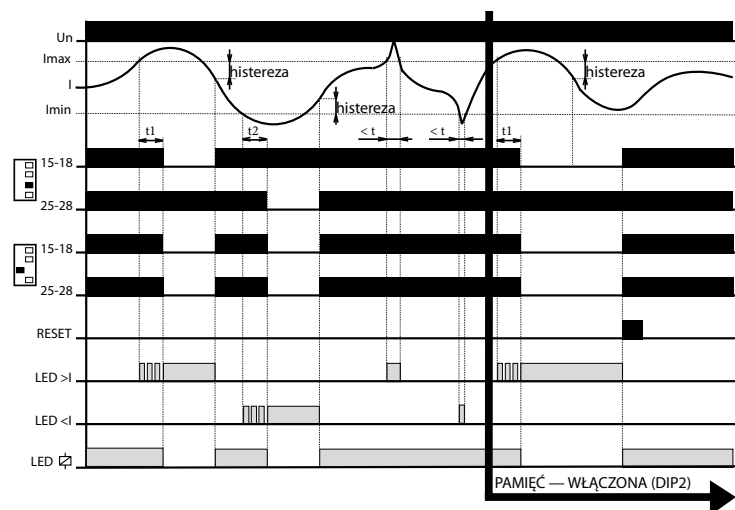 Un
Imax
I
histereza
histereza
Imin
histereza
t1
t2
< t
< t
t1
15-18
25-28
15-18
25-28
RESET
LED >I
LED <I
LED
PAMIĘĆ — WŁĄCZONA (DIP2)